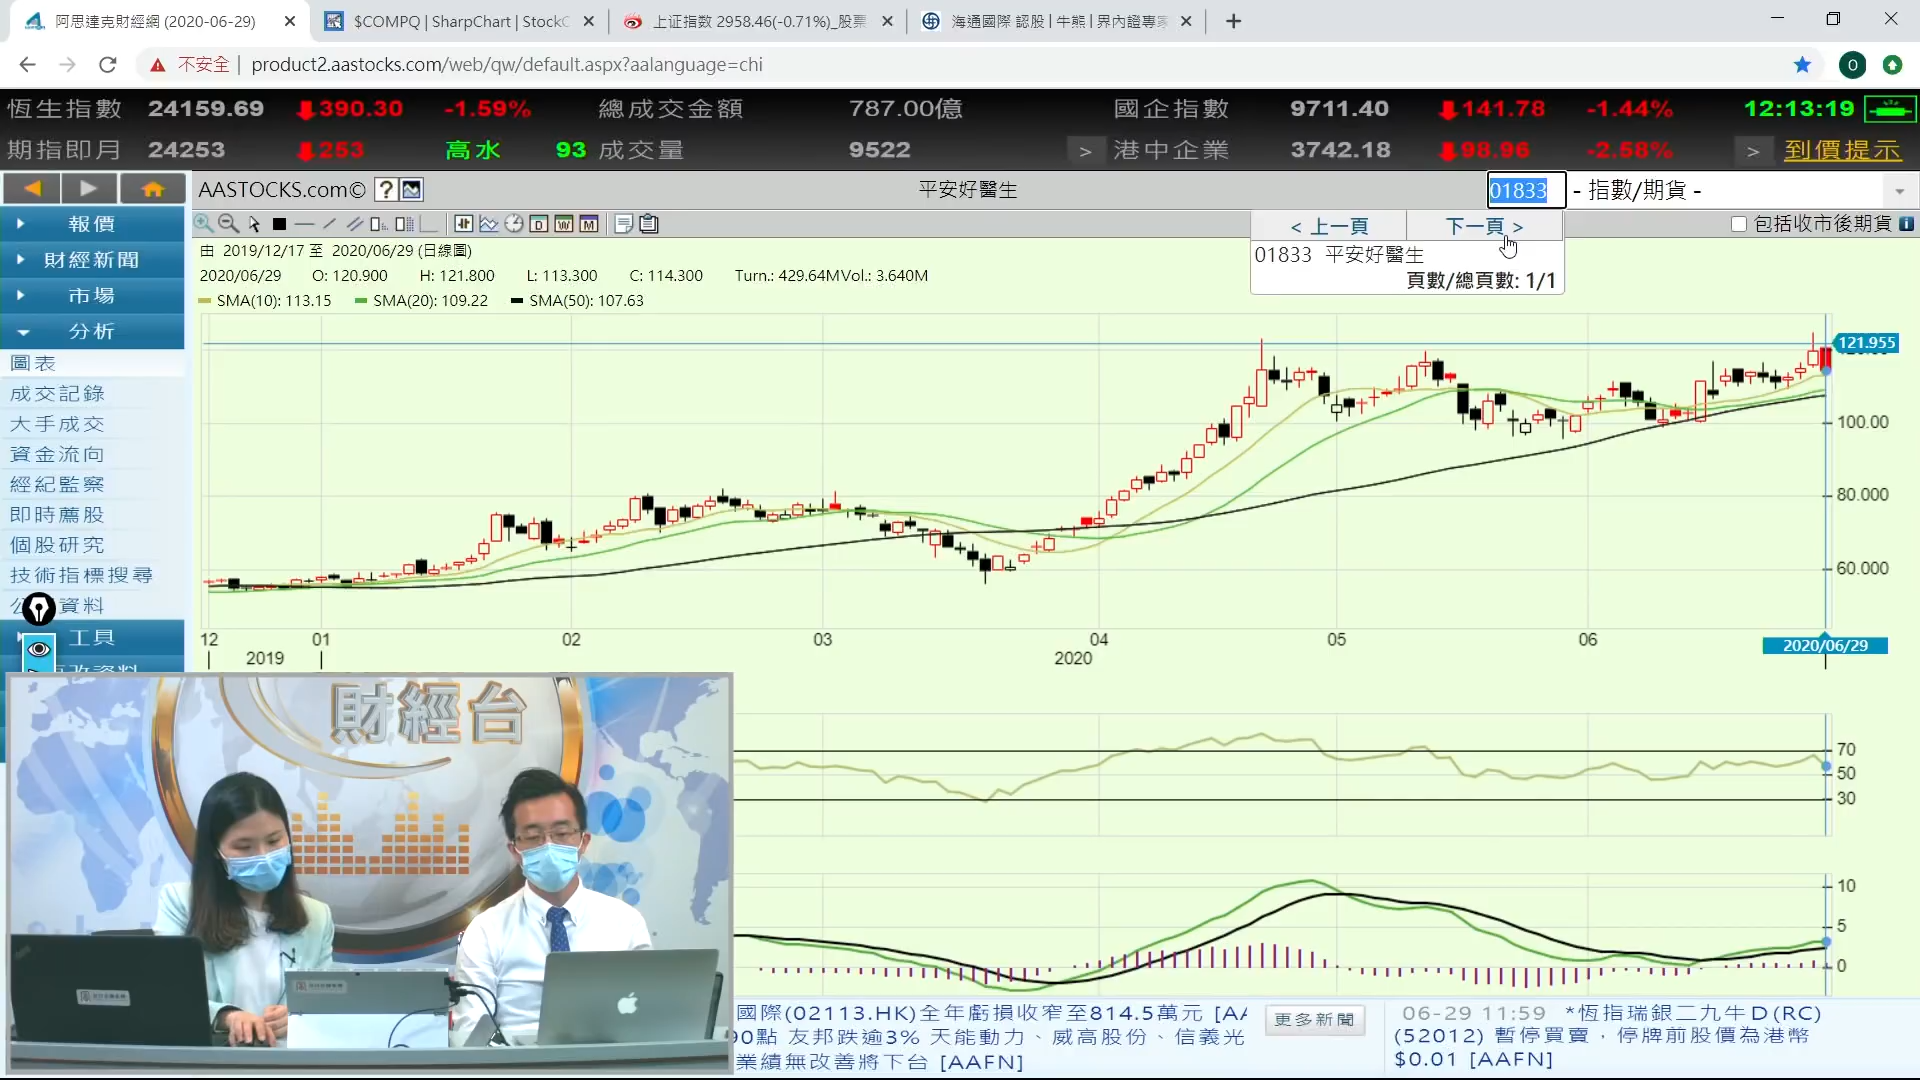 阿思達克財經網 (2020-06-29)
$COMPQ | SharpChart | StockC
上证指数 2958.46(-0.71%)_股票
海通國際 認股 | 牛熊 | 界內證專家
不安全 | product2.aastocks.com/web/qw/default.aspx?aalanguage=chi
O
恆生指數 24159.69 390.30 -1.59% 總成交金額 787.00億 國企指數 9711.40 141.78 -1.44% 12:13:19
期指即月 24253 253 高水 93 成交量 9522 > 港中企業 3742.18 98.96 -2.58% > 到價提示
AASTOCKS.com© ? 平安好醫生 01833 - 指數/期貨 -
D W M
< 上一頁 下一頁 >
包括收市後期貨
01833 平安好醫生
頁數/總頁數: 1/1
報價
財經新聞
市場
分析
圖表
成交記錄
大手成交
資金流向
經紀監察
即時薦股
個股研究
技術指標搜尋
資料
工具
由 2019/12/17 至 2020/06/29 (日線圖)
2020/06/29 O: 120.900 H: 121.800 L: 113.300 C: 114.300 Turn.: 429.64MVol.: 3.640M
SMA(10): 113.15 SMA(20): 109.22 SMA(50): 107.63
121.955
100.00
80.000
60.000
12 01 02 03 04 05 06
2019 2020 2020/06/29
70
50
30
10
5
0
財經台
國際(02113.HK)全年虧損收窄至814.5萬元 [AA
90點 友邦跌逾3% 天能動力、威高股份、信義光
業績無改善將下台 [AAFN]
更多新聞
06-29 11:59 *恆指瑞銀二九牛D(RC)
(52012) 暫停買賣，停牌前股價為港幣
$0.01 [AAFN]